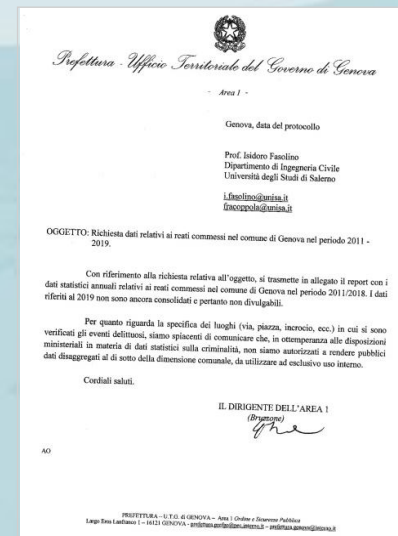 Prefettura - Ufficio Territoriale del Governo di Genova
- Area I -
Genova, data del protocollo
Prof. Isidoro Fasolino
Dipartimento di Ingegneria Civile
Università degli Studi di Salerno
i.fasolino@unisa.it
fracoppola@unisa.it
OGGETTO: Richiesta dati relativi ai reati commessi nel comune di Genova nel periodo 2011 -
2019.
Con riferimento alla richiesta relativa all'oggetto, si trasmette in allegato il report con i
dati statistici annuali relativi ai reati commessi nel comune di Genova nel periodo 2011/2018. I dati
riferiti al 2019 non sono ancora consolidati e pertanto non divulgabili.
Per quanto riguarda la specifica dei luoghi (via, piazza, incrocio, ecc.) in cui si sono
verificati gli eventi delittuosi, siamo spiacenti di comunicare che, in ottemperanza alle disposizioni
ministeriali in materia di dati statistici sulla criminalità, non siamo autorizzati a rendere pubblici
dati disaggregati al di sotto della dimensione comunale, da utilizzare ad esclusivo uso interno.
Cordiali saluti.
IL DIRIGENTE DELL'AREA 1
(Bruzzone)
AO
PREFETTURA – U.T.G. di GENOVA – Area 1 Ordine e Sicurezza Pubblica
Largo Eros Lanfranco 1 – 16121 GENOVA -